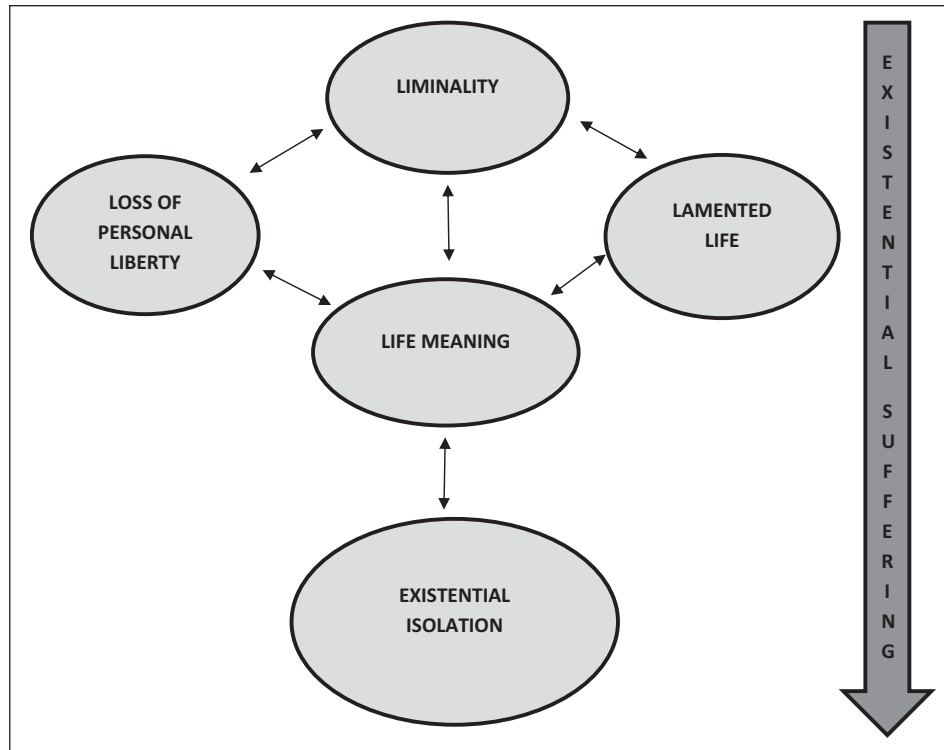 LIMINALITY
LOSS OF
PERSONAL
LIBERTY
LAMENTED
LIFE
LIFE MEANING
EXISTENTIAL
ISOLATION
EXISTENTIAL SUFFERING